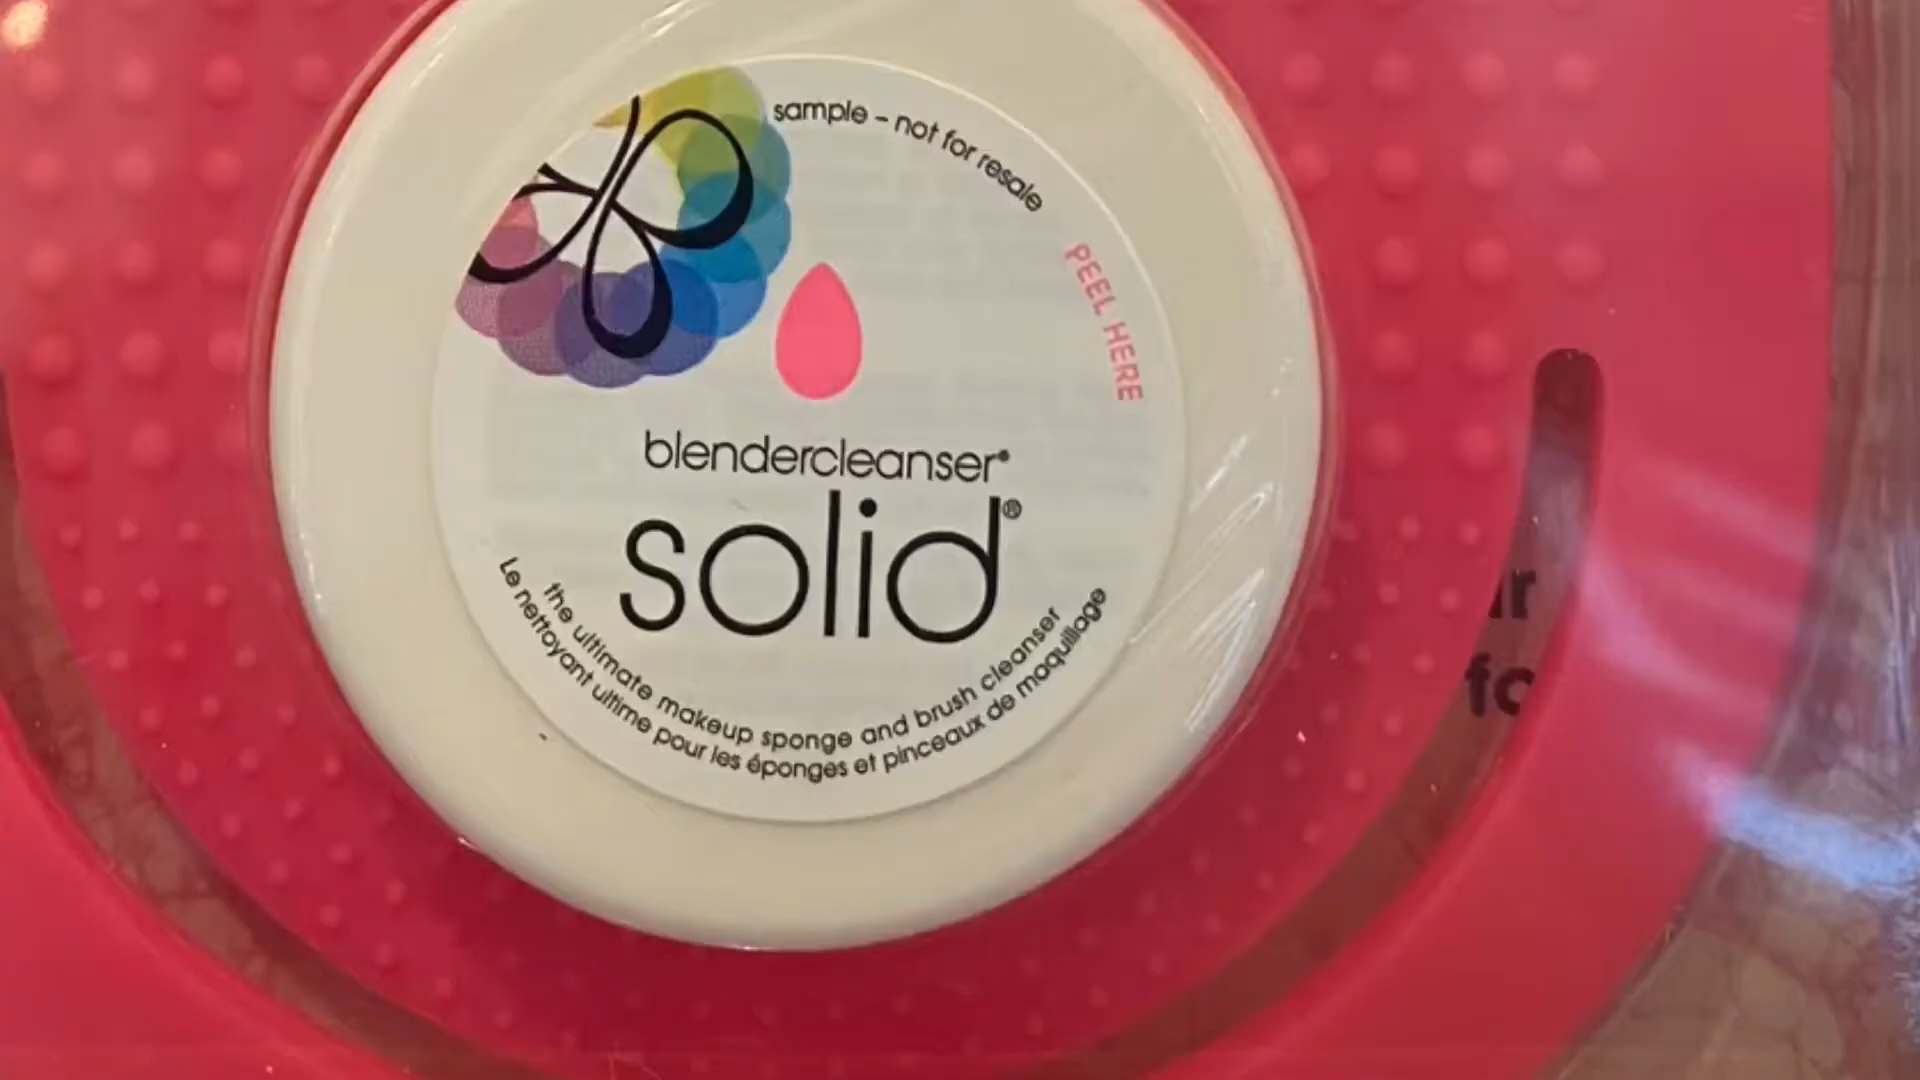 sample - not for resale
PEEL HERE
blendercleanser®
solid®
the ultimate makeup sponge and brush cleanser
Le nettoyant ultime pour les éponges et pinceaux de maquillage